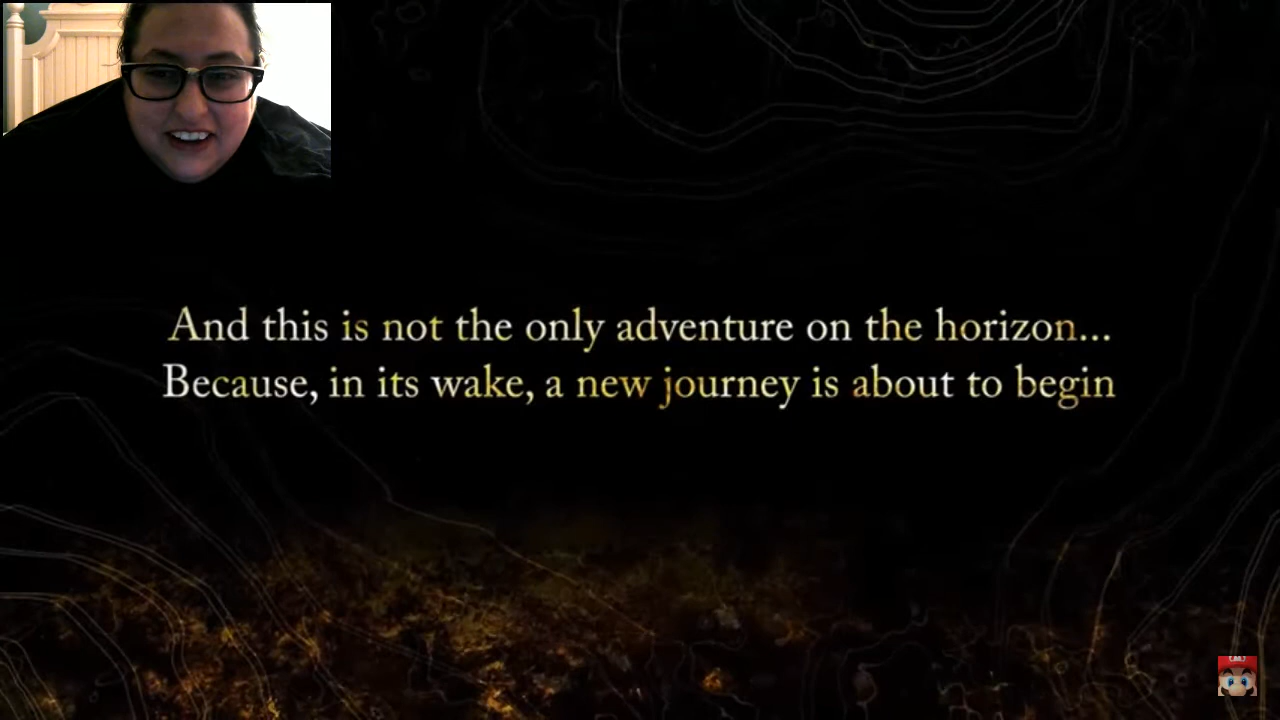 And this is not the only adventure on the horizon...
Because, in its wake, a new journey is about to begin